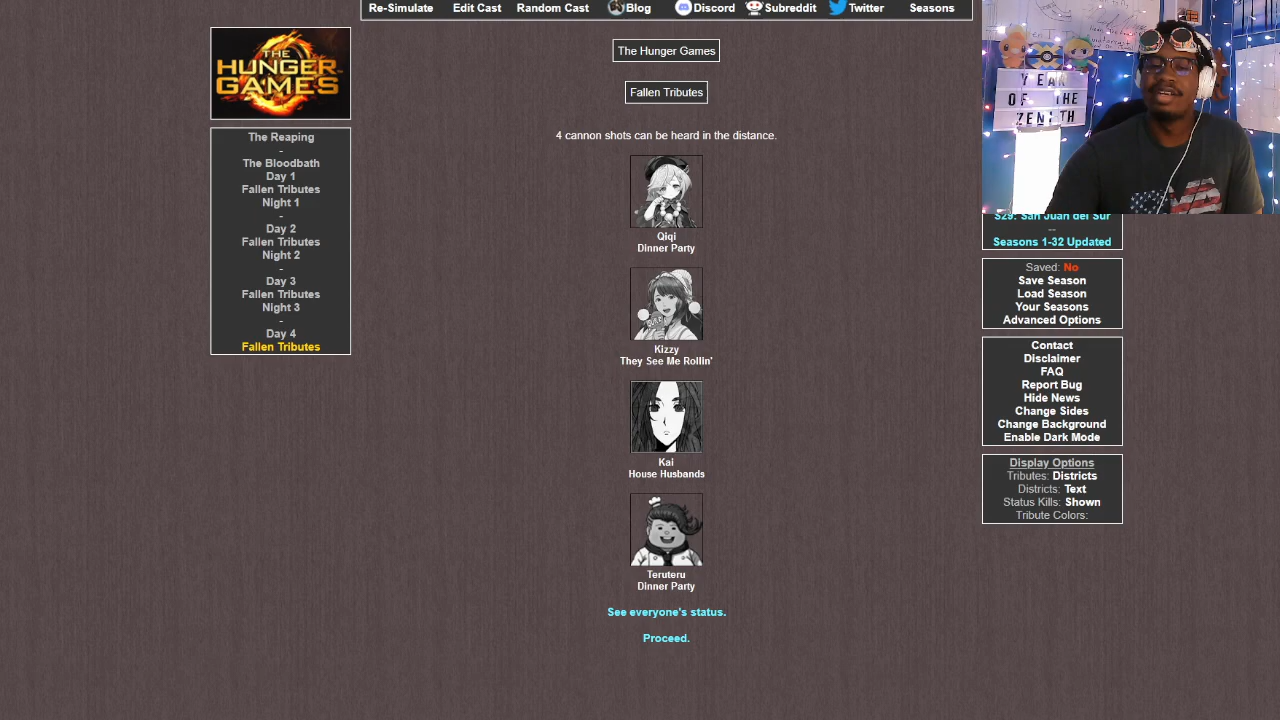 Re-Simulate Edit Cast Random Cast Blog Discord Subreddit Twitter Seasons
THE
HUNGER
GAMES
The Reaping
-
The Bloodbath
Day 1
Fallen Tributes
Night 1
-
Day 2
Fallen Tributes
Night 2
-
Day 3
Fallen Tributes
Night 3
-
Day 4
Fallen Tributes
The Hunger Games
Fallen Tributes
4 cannon shots can be heard in the distance.
Qiqi
Dinner Party
Kizzy
They See Me Rollin'
Kai
House Husbands
Teruteru
Dinner Party
See everyone's status.
Proceed.
YEAR
OF THE
ZENITH
S29: San Juan del Sur
--
Seasons 1-32 Updated
Saved: No
Save Season
Load Season
Your Seasons
Advanced Options
Contact
Disclaimer
FAQ
Report Bug
Hide News
Change Sides
Change Background
Enable Dark Mode
Display Options
Tributes: Districts
Districts: Text
Status Kills: Shown
Tribute Colors: